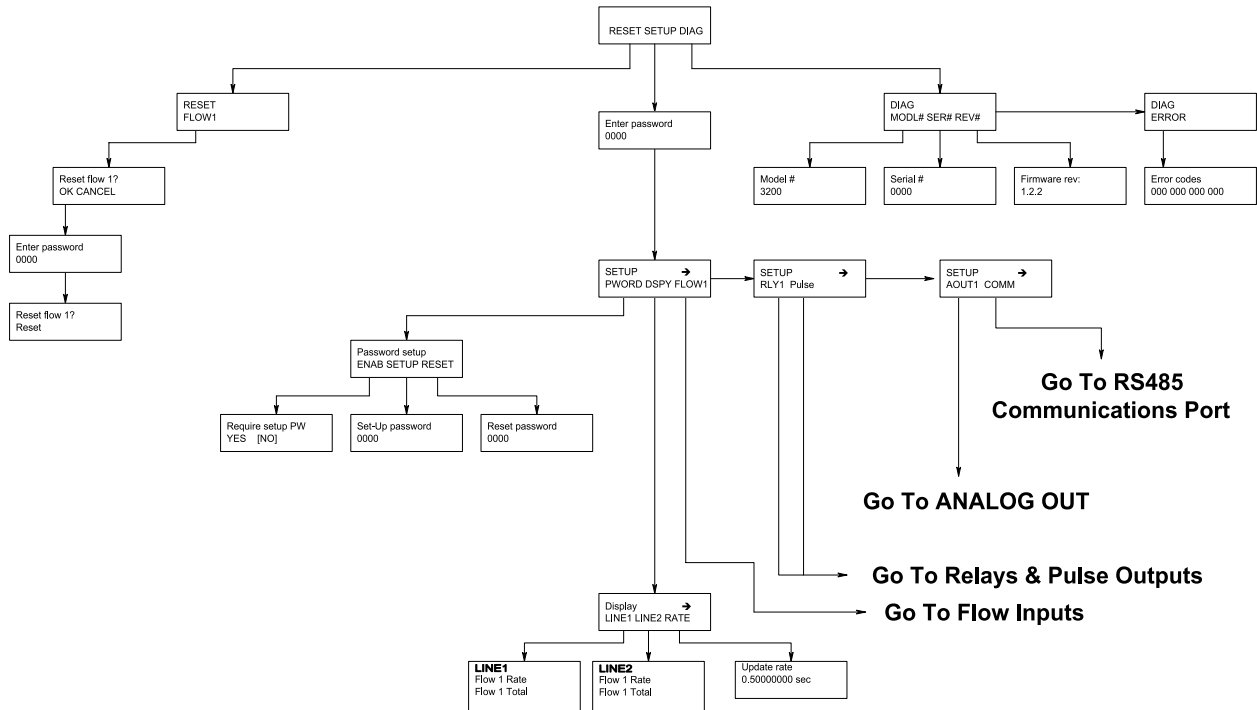 RESET SETUP DIAG
RESET
FLOW1
Enter password
0000
DIAG
MODL# SER# REV#
DIAG
ERROR
Reset flow 1?
OK CANCEL
Model #
3200
Serial #
0000
Firmware rev:
1.2.2
Error codes
000 000 000 000
Enter password
0000
Reset flow 1?
Reset
SETUP →
PWORD DSPY FLOW1
SETUP →
RLY1 Pulse
SETUP →
AOUT1 COMM
Password setup
ENAB SETUP RESET
Require setup PW
YES [NO]
Set-Up password
0000
Reset password
0000
Go To RS485
Communications Port
Go To ANALOG OUT
Go To Relays & Pulse Outputs
Go To Flow Inputs
Display →
LINE1 LINE2 RATE
LINE1
Flow 1 Rate
Flow 1 Total
LINE2
Flow 1 Rate
Flow 1 Total
Update rate
0.50000000 sec